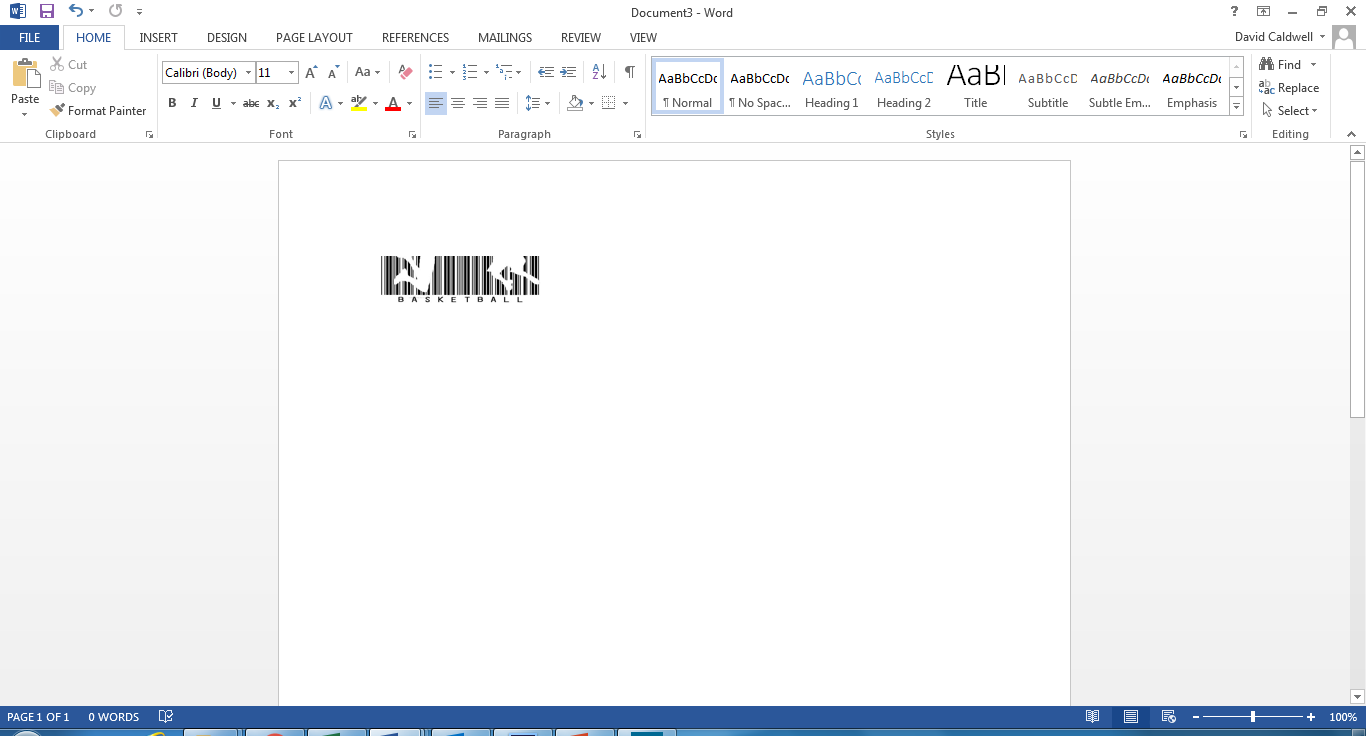 Document3 - Word
FILE HOME INSERT DESIGN PAGE LAYOUT REFERENCES MAILINGS REVIEW VIEW David Caldwell
Paste Cut Copy Format Painter
Clipboard
Calibri (Body) 11
Font
Paragraph
AaBbCcDc AaBbCcDc AaBbCc AaBbCcD AaBl AaBbCcD AaBbCcDc AaBbCcDc
¶ Normal ¶ No Spac... Heading 1 Heading 2 Title Subtitle Subtle Em... Emphasis
Styles
Find
Replace
Select
Editing
BASKETBALL
PAGE 1 OF 1 0 WORDS 100%